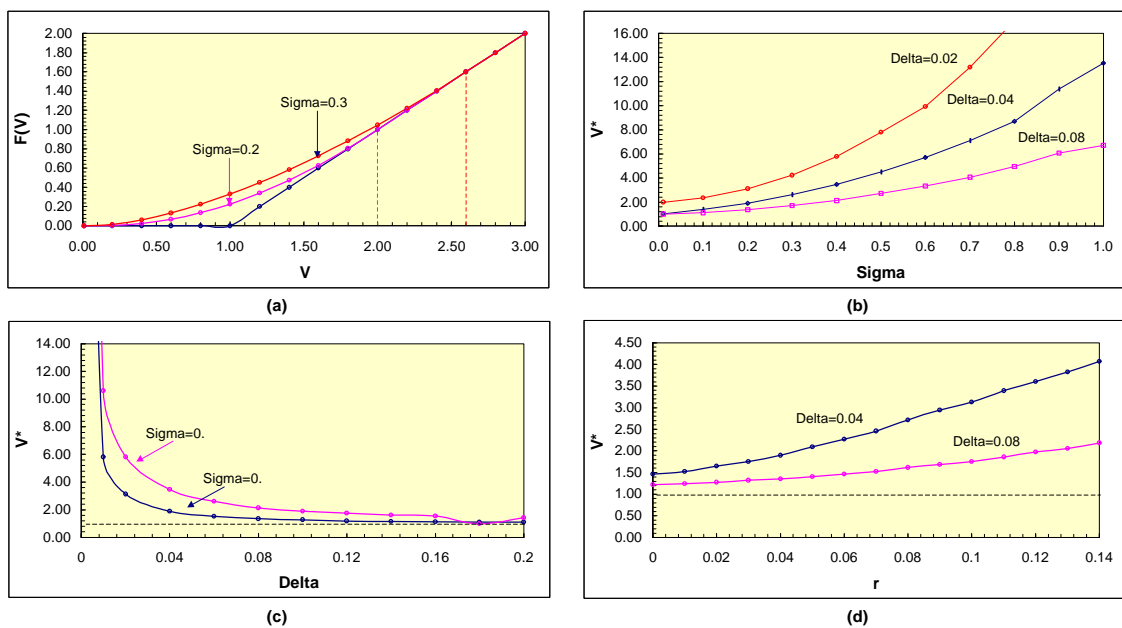 2.00
1.80
1.60
1.40
1.20
1.00
0.80
0.60
0.40
0.20
0.00
F(V)
Sigma=0.3
Sigma=0.2
0.00 0.50 1.00 1.50 2.00 2.50 3.00
V
(a)
16.00
14.00
12.00
10.00
8.00
6.00
4.00
2.00
0.00
V*
Delta=0.02
Delta=0.04
Delta=0.08
0.0 0.1 0.2 0.3 0.4 0.5 0.6 0.7 0.8 0.9 1.0
Sigma
(b)
14.00
12.00
10.00
8.00
6.00
4.00
2.00
0.00
V*
Sigma=0.
Sigma=0.
0 0.04 0.08 0.12 0.16 0.2
Delta
(c)
4.50
4.00
3.50
3.00
2.50
2.00
1.50
1.00
0.50
0.00
V*
Delta=0.04
Delta=0.08
0 0.02 0.04 0.06 0.08 0.1 0.12 0.14
r
(d)